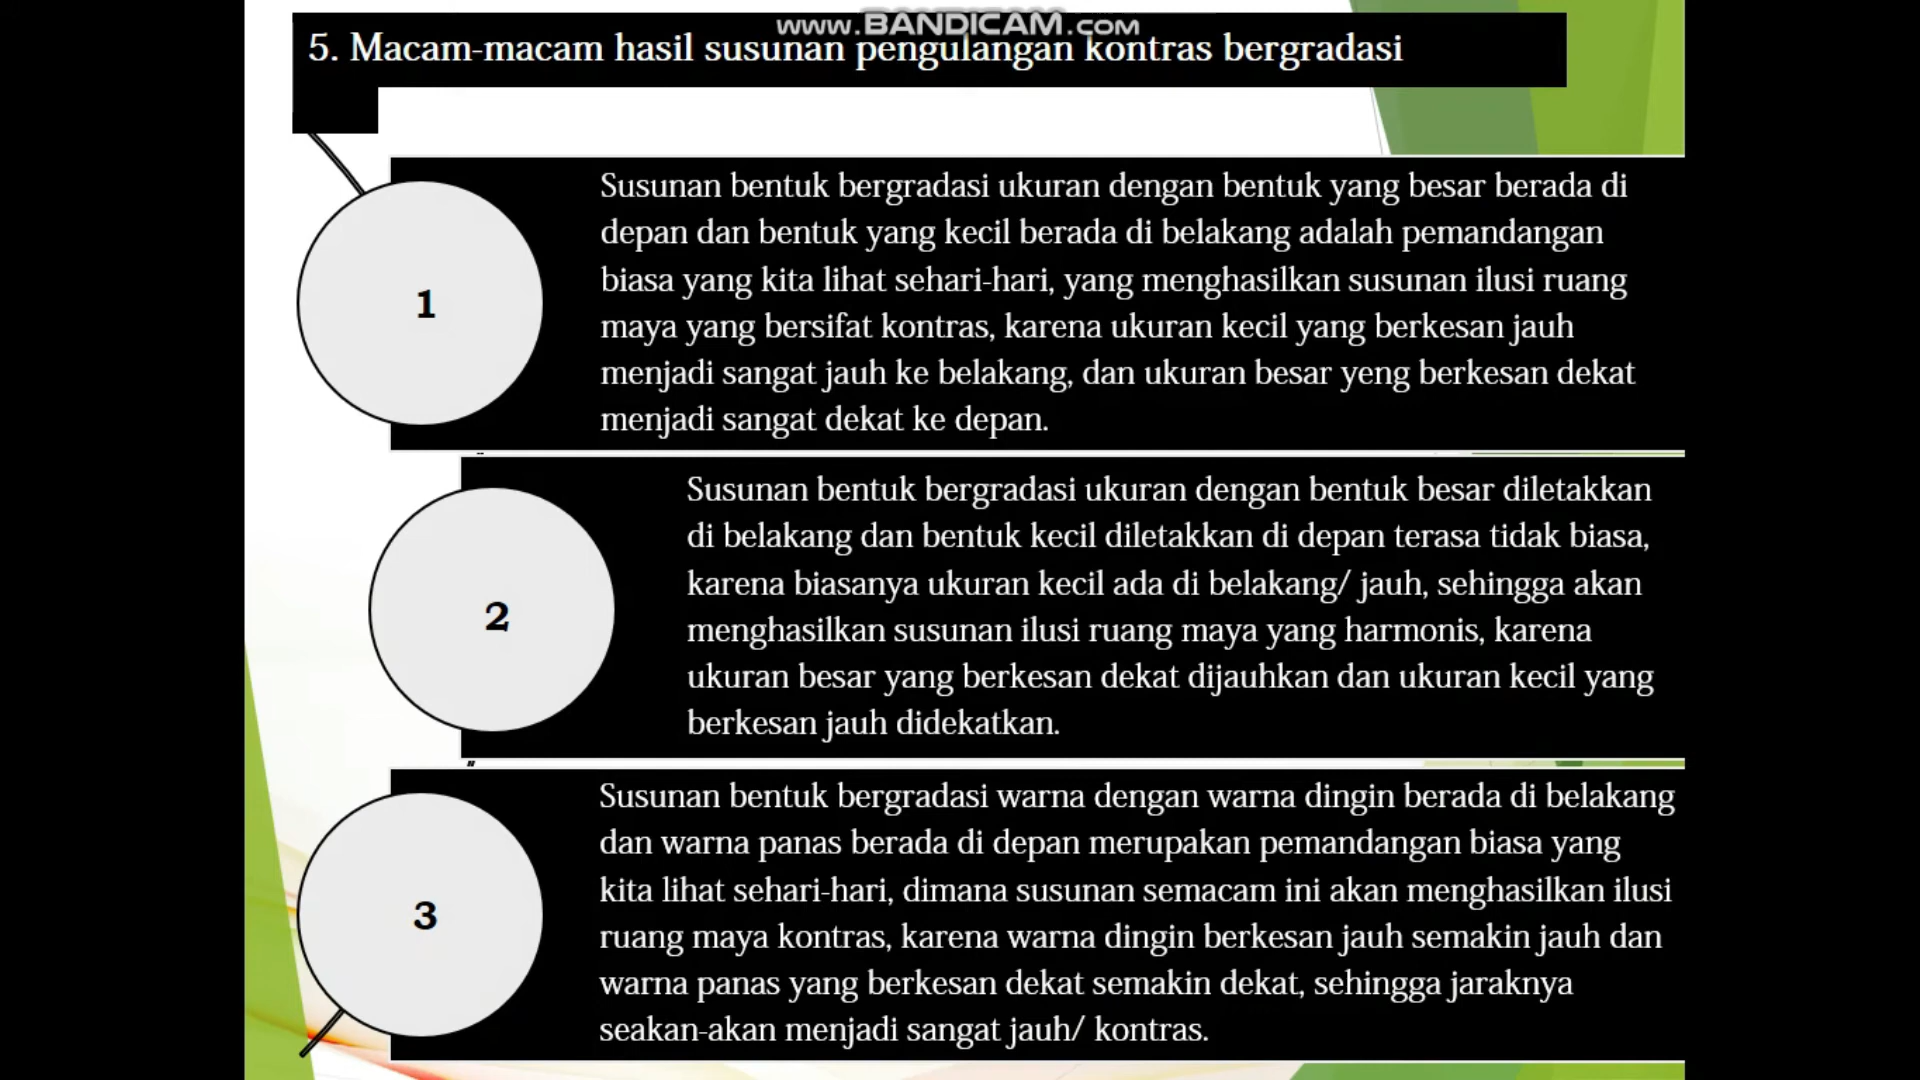 www.BANDICAM.COM
5. Macam-macam hasil susunan pengulangan kontras bergradasi
1
Susunan bentuk bergradasi ukuran dengan bentuk yang besar berada di
depan dan bentuk yang kecil berada di belakang adalah pemandangan
biasa yang kita lihat sehari-hari, yang menghasilkan susunan ilusi ruang
maya yang bersifat kontras, karena ukuran kecil yang berkesan jauh
menjadi sangat jauh ke belakang, dan ukuran besar yeng berkesan dekat
menjadi sangat dekat ke depan.
2
Susunan bentuk bergradasi ukuran dengan bentuk besar diletakkan
di belakang dan bentuk kecil diletakkan di depan terasa tidak biasa,
karena biasanya ukuran kecil ada di belakang/ jauh, sehingga akan
menghasilkan susunan ilusi ruang maya yang harmonis, karena
ukuran besar yang berkesan dekat dijauhkan dan ukuran kecil yang
berkesan jauh didekatkan.
3
Susunan bentuk bergradasi warna dengan warna dingin berada di belakang
dan warna panas berada di depan merupakan pemandangan biasa yang
kita lihat sehari-hari, dimana susunan semacam ini akan menghasilkan ilusi
ruang maya kontras, karena warna dingin berkesan jauh semakin jauh dan
warna panas yang berkesan dekat semakin dekat, sehingga jaraknya
seakan-akan menjadi sangat jauh/ kontras.